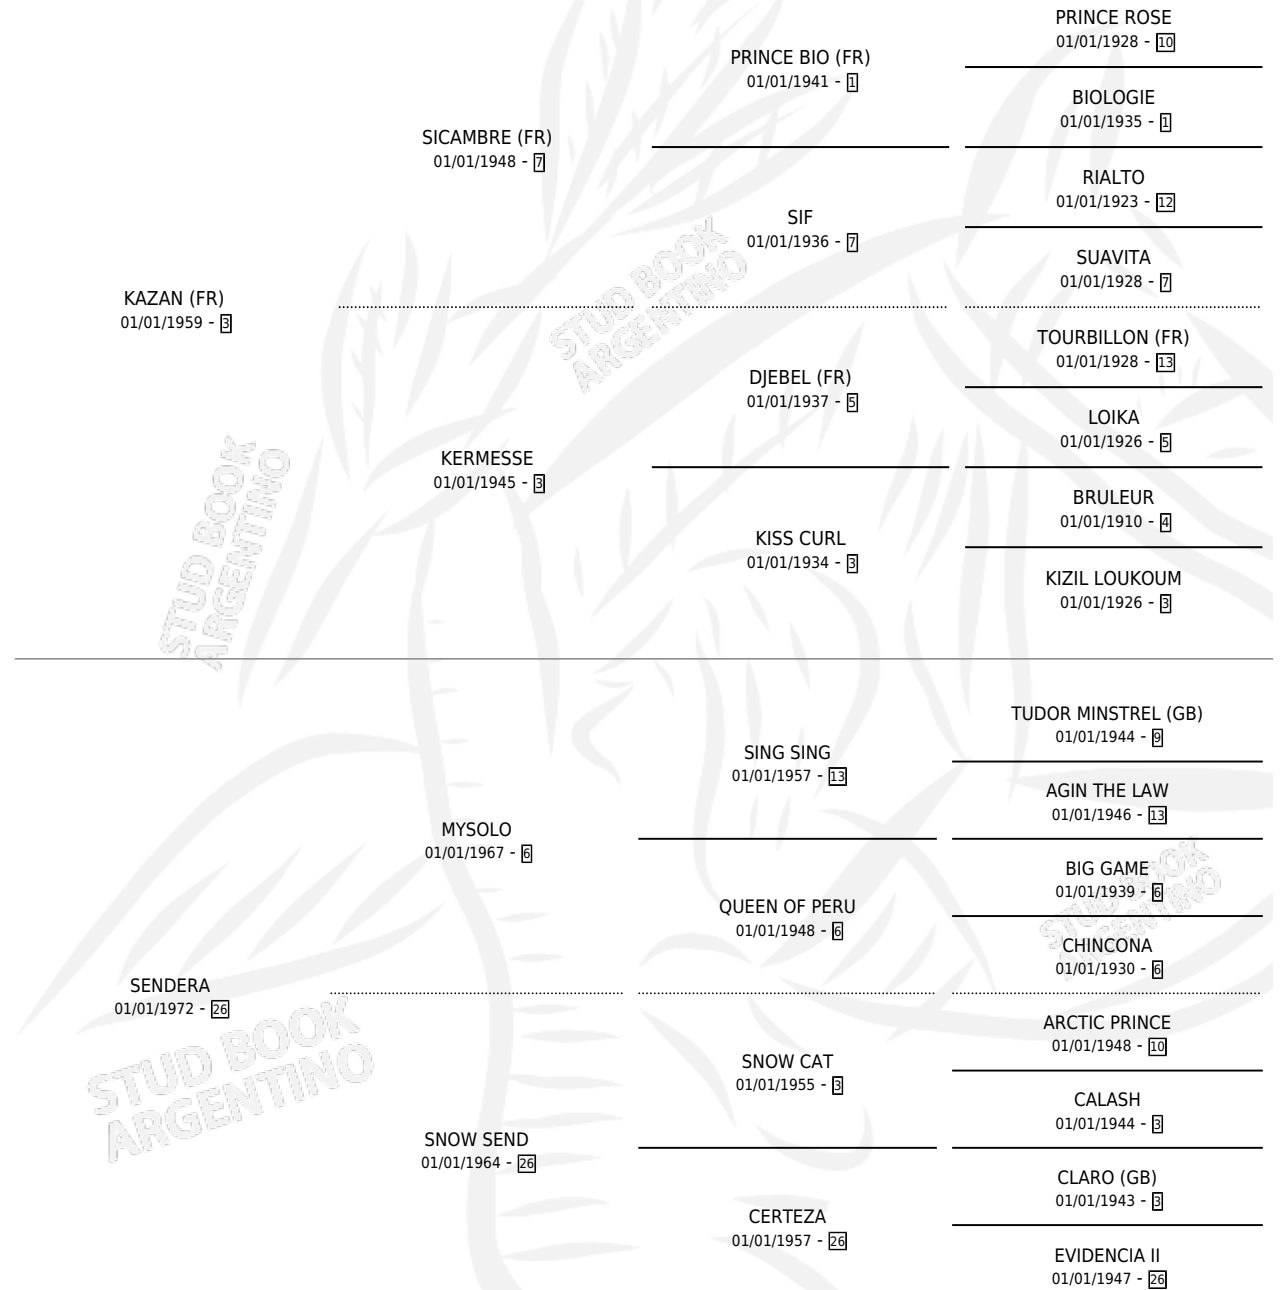 PRINCE ROSE
01/01/1928 - 10
PRINCE BIO (FR)
01/01/1941 - 1
BIOLOGIE
01/01/1935 - 1
SICAMBRE (FR)
01/01/1948 - 7
RIALTO
01/01/1923 - 12
SIF
01/01/1936 - 7
SUAVITA
01/01/1928 - 7
KAZAN (FR)
01/01/1959 - 3
STUD BOOK
ARGENTINO
TOURBILLON (FR)
01/01/1928 - 13
DJEBEL (FR)
01/01/1937 - 5
LOIKA
01/01/1926 - 5
KERMESSE
01/01/1945 - 3
BRULEUR
01/01/1910 - 4
KISS CURL
01/01/1934 - 3
KIZIL LOUKOUM
01/01/1926 - 3
STUD BOOK
ARGENTINO
TUDOR MINSTREL (GB)
01/01/1944 - 9
SING SING
01/01/1957 - 13
AGIN THE LAW
01/01/1946 - 13
MYSOLO
01/01/1967 - 6
BIG GAME
01/01/1939 - 6
QUEEN OF PERU
01/01/1948 - 6
CHINCONA
01/01/1930 - 6
STUD BOOK
ARGENTINO
SENDERA
01/01/1972 - 26
ARCTIC PRINCE
01/01/1948 - 10
SNOW CAT
01/01/1955 - 3
CALASH
01/01/1944 - 3
STUD BOOK
ARGENTINO
SNOW SEND
01/01/1964 - 26
CLARO (GB)
01/01/1943 - 3
CERTEZA
01/01/1957 - 26
EVIDENCIA II
01/01/1947 - 26